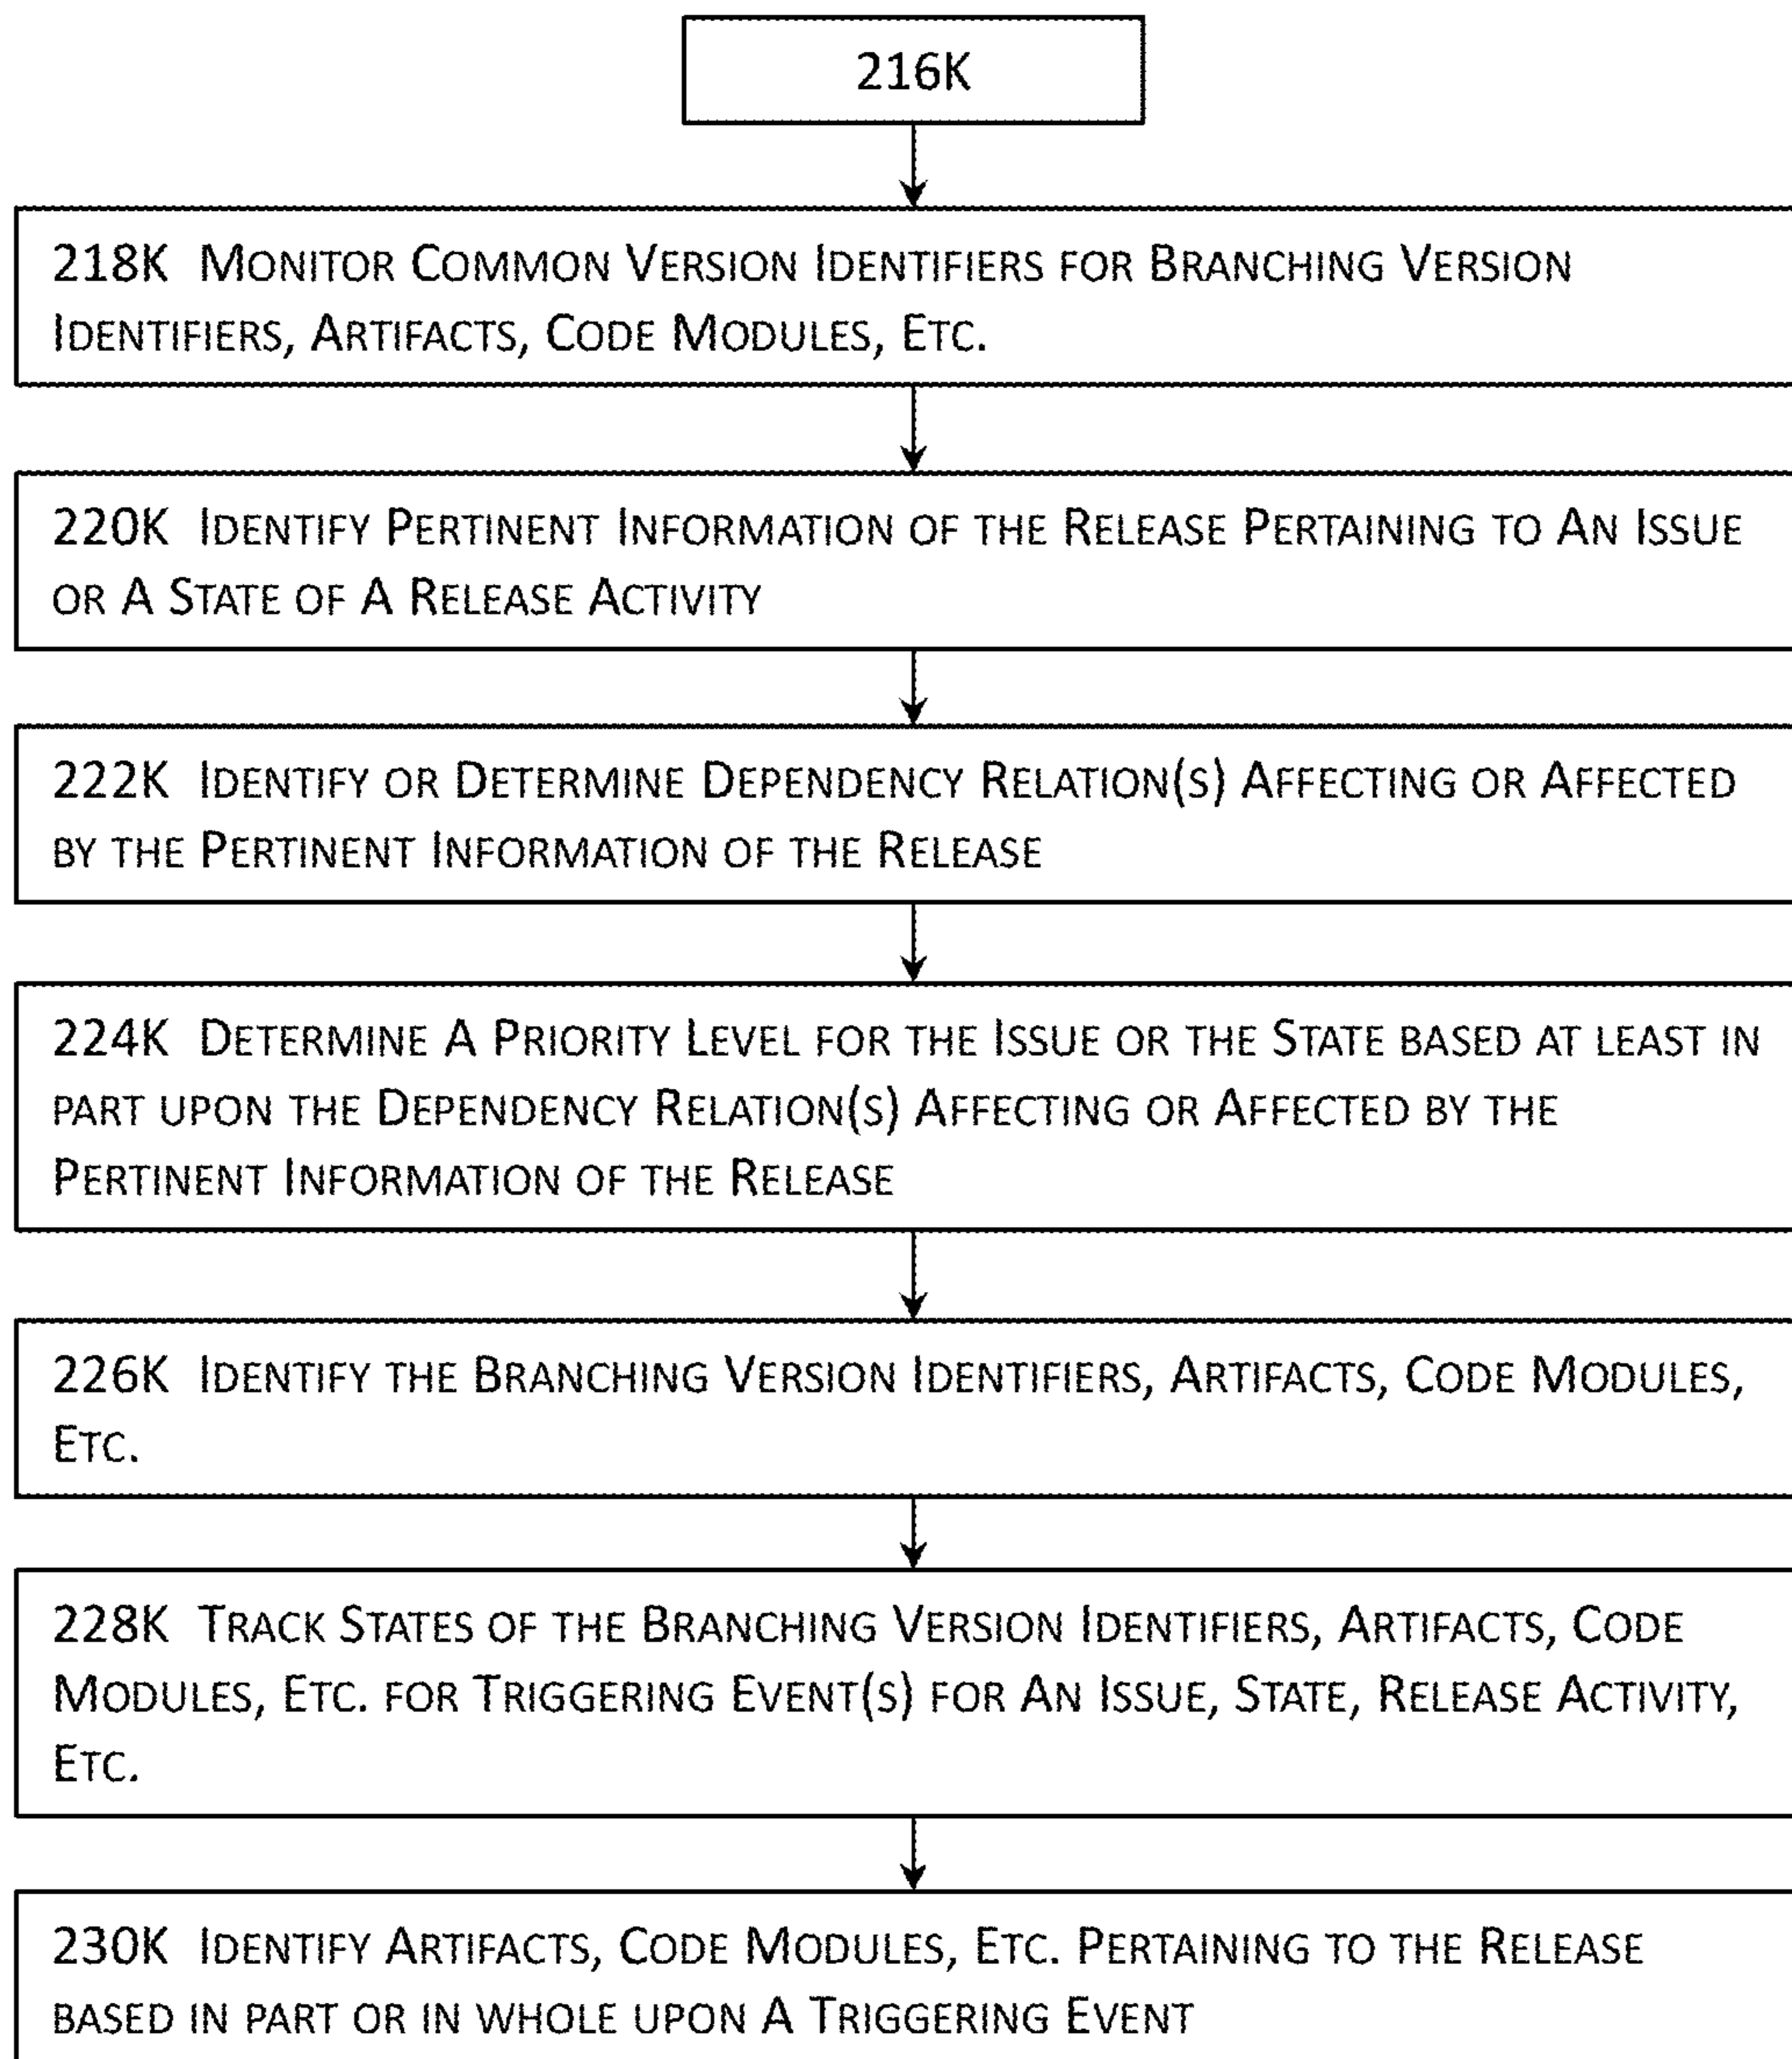 216K
218K Monitor Common Version Identifiers for Branching Version
Identifiers, Artifacts, Code Modules, Etc.
220K Identify Pertinent Information of the Release Pertaining to An Issue
or A State of A Release Activity
222K Identify or Determine Dependency Relation(s) Affecting or Affected
by the Pertinent Information of the Release
224K Determine A Priority Level for the Issue or the State based at least in
part upon the Dependency Relation(s) Affecting or Affected by the
Pertinent Information of the Release
226K Identify the Branching Version Identifiers, Artifacts, Code Modules,
Etc.
228K Track States of the Branching Version Identifiers, Artifacts, Code
Modules, Etc. for Triggering Event(s) for An Issue, State, Release Activity,
Etc.
230K Identify Artifacts, Code Modules, Etc. Pertaining to the Release
based in part or in whole upon A Triggering Event